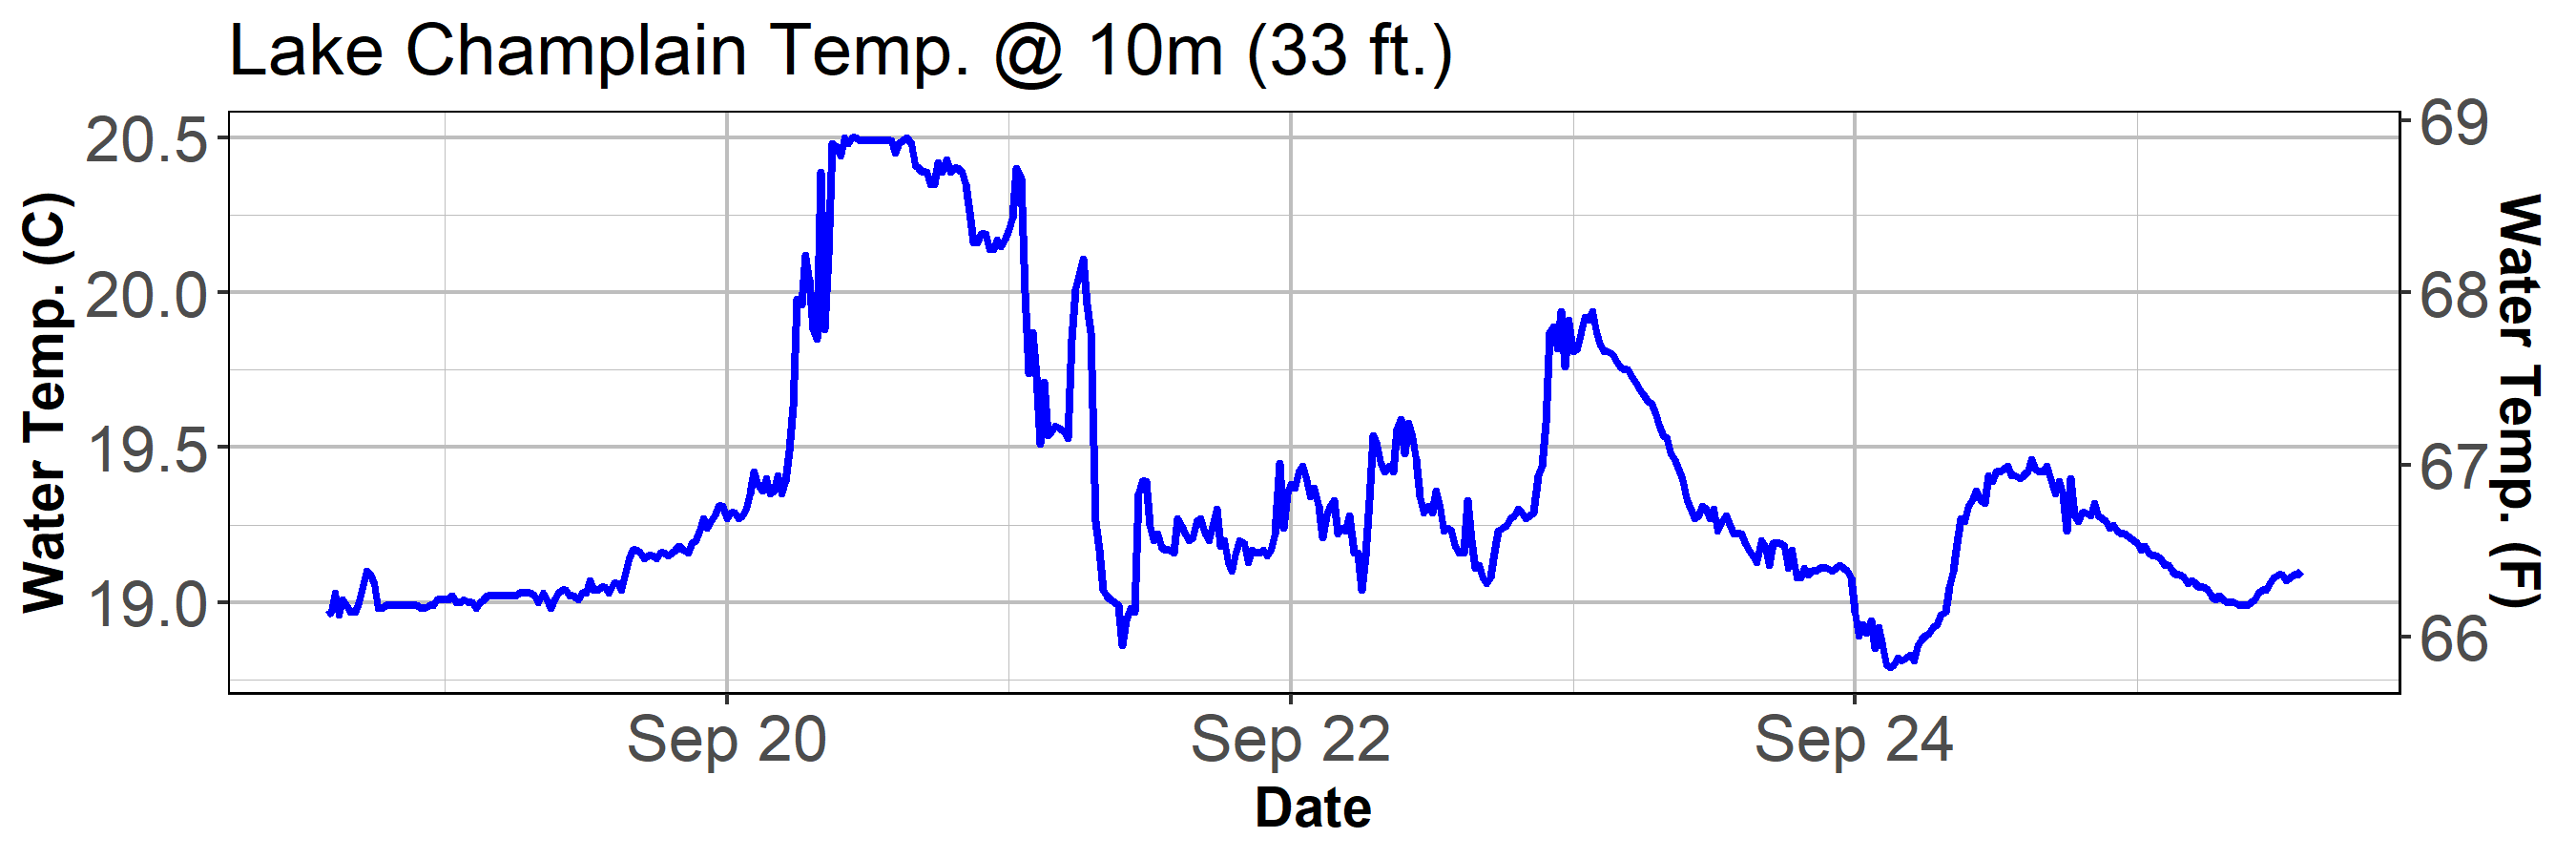 Lake Champlain Temp. @ 10m (33 ft.)
Water Temp. (C)
20.5
20.0
19.5
19.0
69
68
67
66
Water Temp. (F)
Sep 20 Sep 22 Sep 24
Date